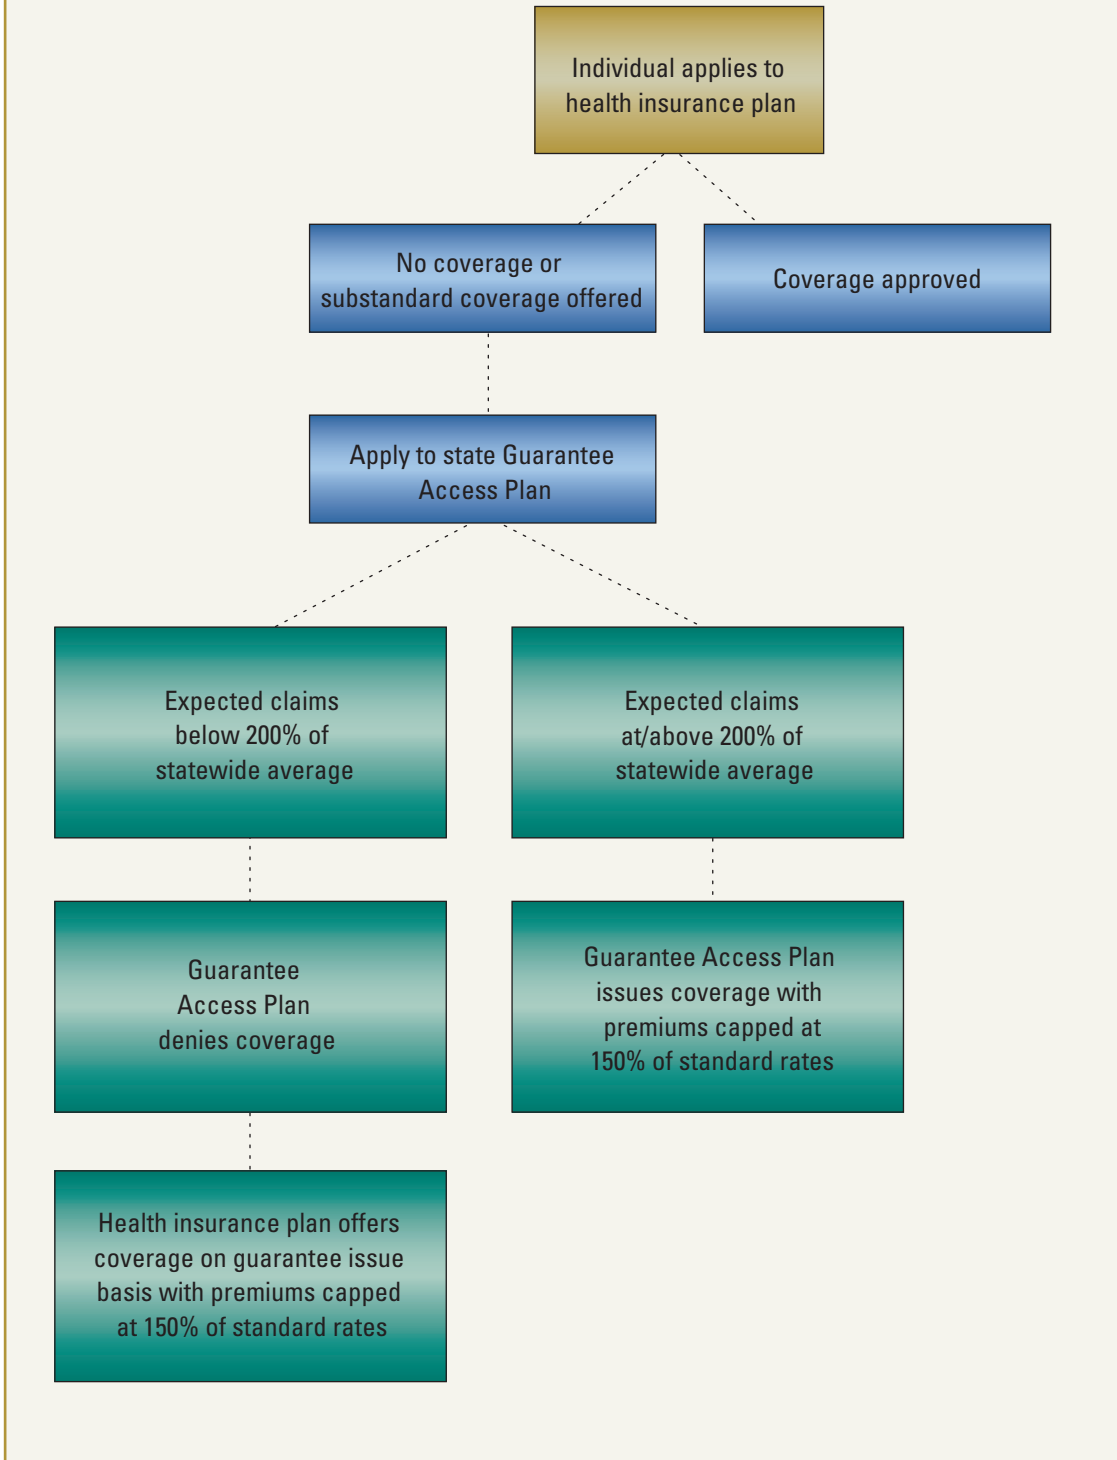 Individual applies to
health insurance plan
No coverage or
substandard coverage offered
Coverage approved
Apply to state Guarantee
Access Plan
Expected claims
below 200% of
statewide average
Expected claims
at/above 200% of
statewide average
Guarantee
Access Plan
denies coverage
Guarantee Access Plan
issues coverage with
premiums capped at
150% of standard rates
Health insurance plan offers
coverage on guarantee issue
basis with premiums capped
at 150% of standard rates